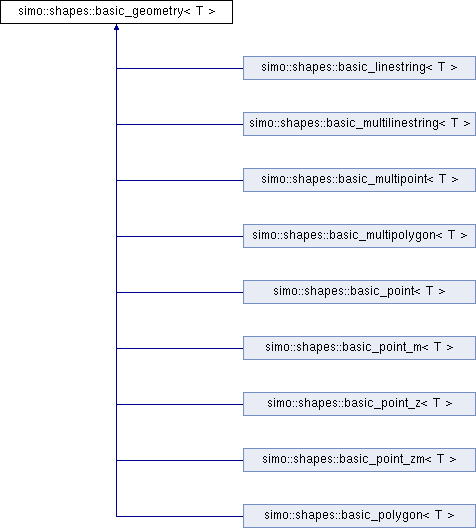 simo::shapes::basic_geometry< T >
simo::shapes::basic_linestring< T >
simo::shapes::basic_multilinestring< T >
simo::shapes::basic_multipoint< T >
simo::shapes::basic_multipolygon< T >
simo::shapes::basic_point< T >
simo::shapes::basic_point_m< T >
simo::shapes::basic_point_z< T >
simo::shapes::basic_point_zm< T >
simo::shapes::basic_polygon< T >